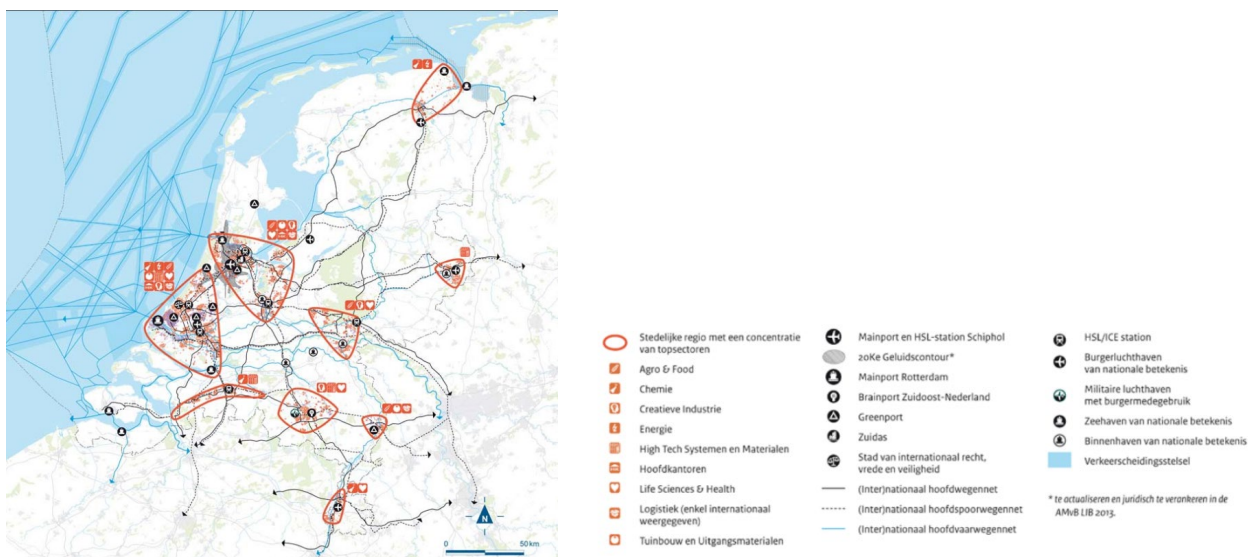 N
0 50 km
Stedelijke regio met een concentratie
van topsectoren
Agro & Food
Chemie
Creatieve Industrie
Energie
High Tech Systemen en Materialen
Hoofdkantoren
Life Sciences & Health
Logistiek (enkel internationaal
weergegeven)
Tuinbouw en Uitgangsmaterialen
Mainport en HSL-station Schiphol
20Ke Geluidscontour*
Mainport Rotterdam
Brainport Zuidoost-Nederland
Greenport
Zuidas
Stad van internationaal recht,
vrede en veiligheid
(Inter)nationaal hoofdwegennet
(Inter)nationaal hoofdspoorwegennet
(Inter)nationaal hoofdvaarwegennet
HSL/ICE station
Burgerluchthaven
van nationale betekenis
Militaire luchthaven
met burgermedegebruik
Zeehaven van nationale betekenis
Binnenhaven van nationale betekenis
Verkeerscheidingsstelsel
* te actualiseren en juridisch te verankeren in de
AMvB LIB 2013.